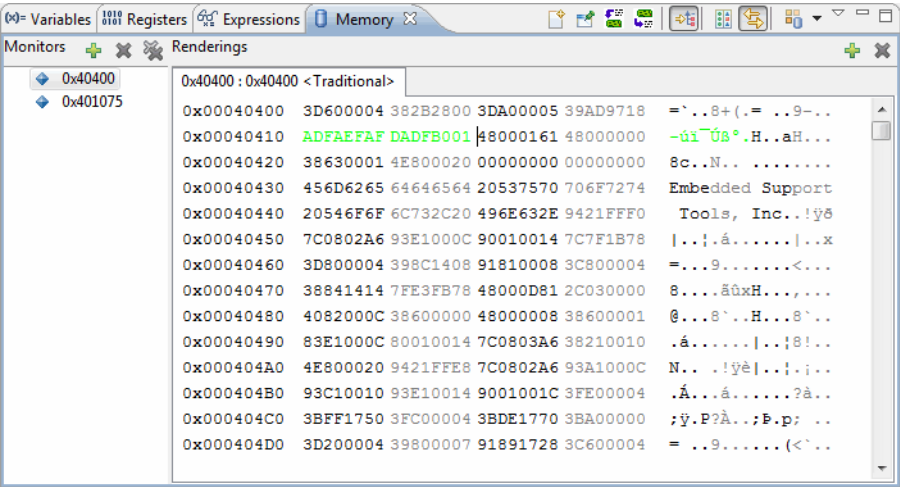 (x)= Variables 1010 0101 Registers Expressions Memory
Monitors Renderings
0x40400
0x401075
0x40400 : 0x40400 <Traditional>
0x00040400 3D600004 382B2800 3DA00005 39AD9718 =`..8+(.= ..9-..
0x00040410 ADFAEFAF DADFB001 48000161 48000000 -úï¯Úß°.H..aH...
0x00040420 38630001 4E800020 00000000 00000000 8c..N.. ........
0x00040430 456D6265 64646564 20537570 706F7274 Embedded Support
0x00040440 20546F6F 6C732C20 496E632E 9421FFF0 Tools, Inc..!ÿð
0x00040450 7C0802A6 93E1000C 90010014 7C7F1B78 |..¦.á......|..x
0x00040460 3D800004 398C1408 91810008 3C800004 =...9.......<...
0x00040470 38841414 7FE3FB78 48000D81 2C030000 8....ãûxH...,...
0x00040480 4082000C 38600000 48000008 38600001 @...8`..H...8`..
0x00040490 83E1000C 80010014 7C0803A6 38210010 .á......|..¦8!..
0x000404A0 4E800020 9421FFE8 7C0802A6 93A1000C N.. .!ÿè|..¦.¡..
0x000404B0 93C10010 93E10014 9001001C 3FE00004 .Á...á......?à..
0x000404C0 3BFF1750 3FC00004 3BDE1770 3BA00000 ;ÿ.P?À..;Þ.p; ..
0x000404D0 3D200004 39800007 91891728 3C600004 = ..9......(<`..